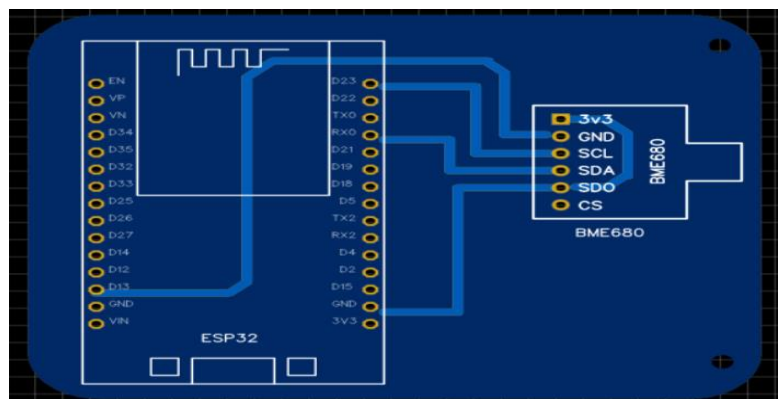 EN
VP
VN
D34
D35
D32
D33
D25
D26
D27
D14
D12
D13
GND
VIN
D23
D22
TX0
RX0
D21
D19
D18
D5
TX2
RX2
D4
D2
D15
GND
3V3
ESP32
3v3
GND
SCL
SDA
SDO
CS
BME680
BME680